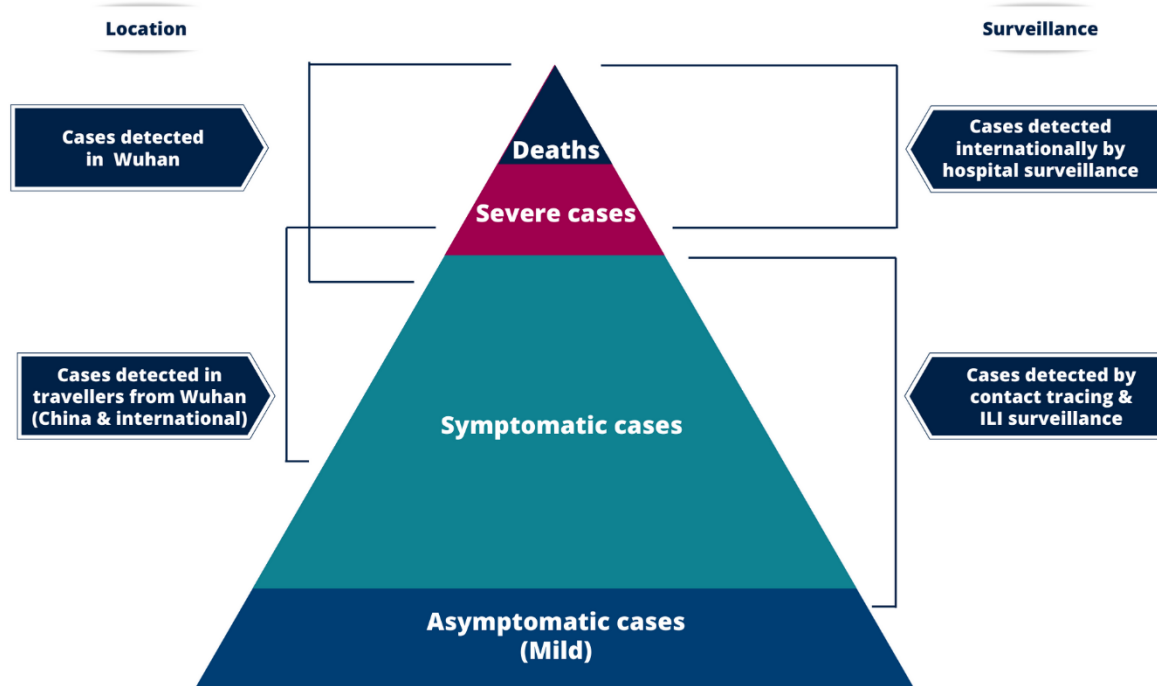 Location
Surveillance
Cases detected
in Wuhan
Cases detected
internationally by
hospital surveillance
Deaths
Severe cases
Cases detected in
travellers from Wuhan
(China & international)
Cases detected by
contact tracing &
ILI surveillance
Symptomatic cases
Asymptomatic cases
(Mild)